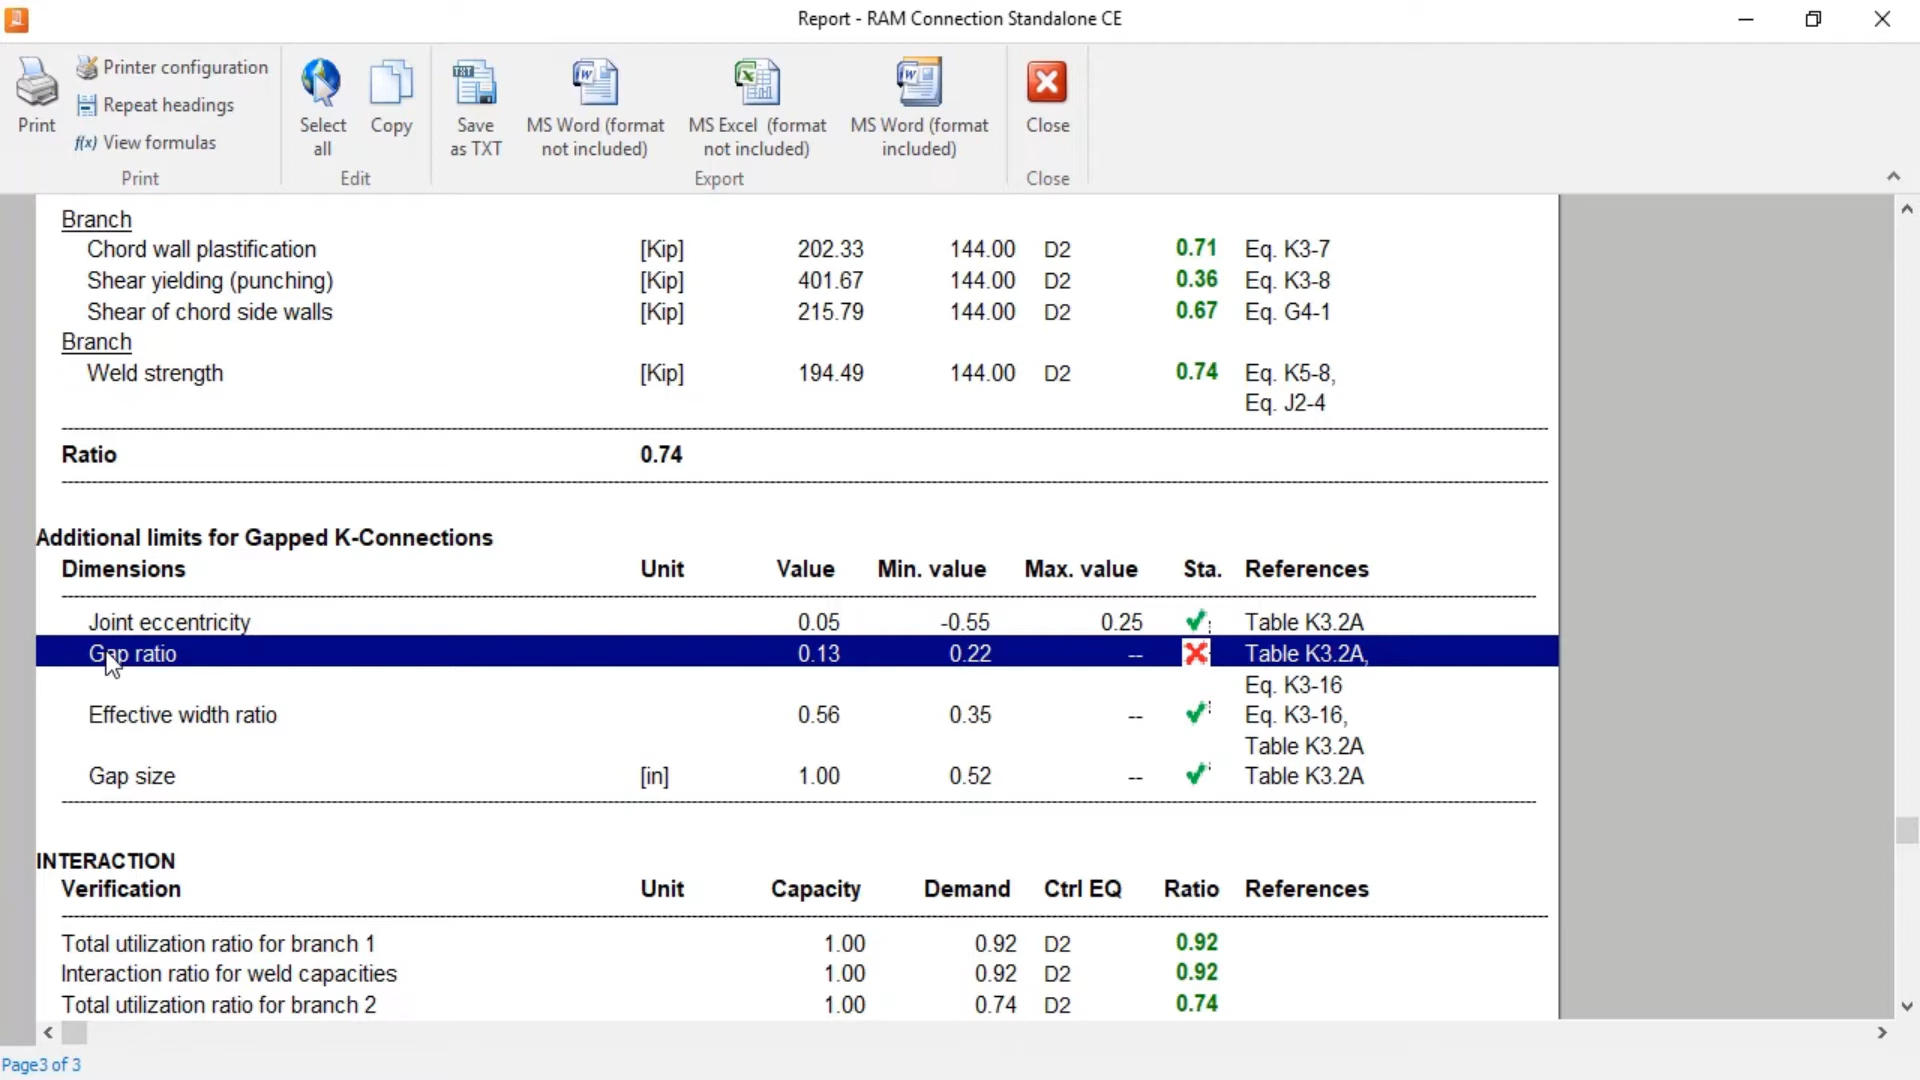 Report - RAM Connection Standalone CE
Print
Printer configuration
Repeat headings
f(x) View formulas
Print
Select all
Copy
Edit
TXT
Save as TXT
MS Word (format not included)
MS Excel (format not included)
MS Word (format included)
Export
Close
Close
Branch
Chord wall plastification [Kip] 202.33 144.00 D2 0.71 Eq. K3-7
Shear yielding (punching) [Kip] 401.67 144.00 D2 0.36 Eq. K3-8
Shear of chord side walls [Kip] 215.79 144.00 D2 0.67 Eq. G4-1
Branch
Weld strength [Kip] 194.49 144.00 D2 0.74 Eq. K5-8,
Eq. J2-4
Ratio 0.74
Additional limits for Gapped K-Connections
Dimensions Unit Value Min. value Max. value Sta. References
Joint eccentricity 0.05 -0.55 0.25 Table K3.2A
Gap ratio 0.13 0.22 -- Table K3.2A,
Eq. K3-16
Effective width ratio 0.56 0.35 -- Eq. K3-16,
Table K3.2A
Gap size [in] 1.00 0.52 -- Table K3.2A
INTERACTION
Verification Unit Capacity Demand Ctrl EQ Ratio References
Total utilization ratio for branch 1 1.00 0.92 D2 0.92
Interaction ratio for weld capacities 1.00 0.92 D2 0.92
Total utilization ratio for branch 2 1.00 0.74 D2 0.74
Page3 of 3